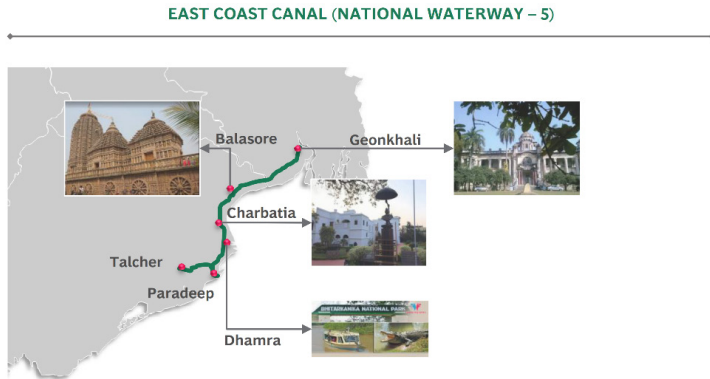 EAST COAST CANAL (NATIONAL WATERWAY – 5)
Balasore
Geonkhali
Charbatia
Talcher
Paradeep
BHITARKANIKA NATIONAL PARK
Dhamra